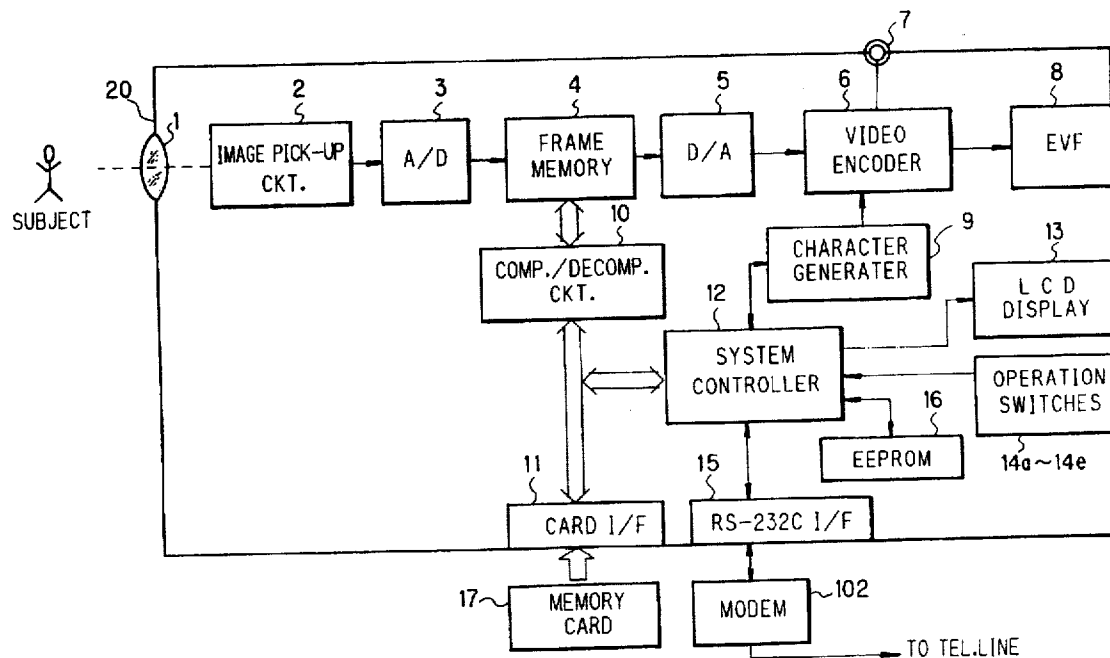 7
20
1
2
3
4
5
6
8
IMAGE PICK-UP
CKT.
A/D
FRAME
MEMORY
D/A
VIDEO
ENCODER
EVF
SUBJECT
10
9
13
COMP./DECOMP.
CKT.
CHARACTER
GENERATER
L C D
DISPLAY
12
SYSTEM
CONTROLLER
OPERATION
SWITCHES
16
EEPROM
14a~14e
11
15
CARD I/F
RS-232C I/F
17
MEMORY
CARD
MODEM
102
TO TEL.LINE